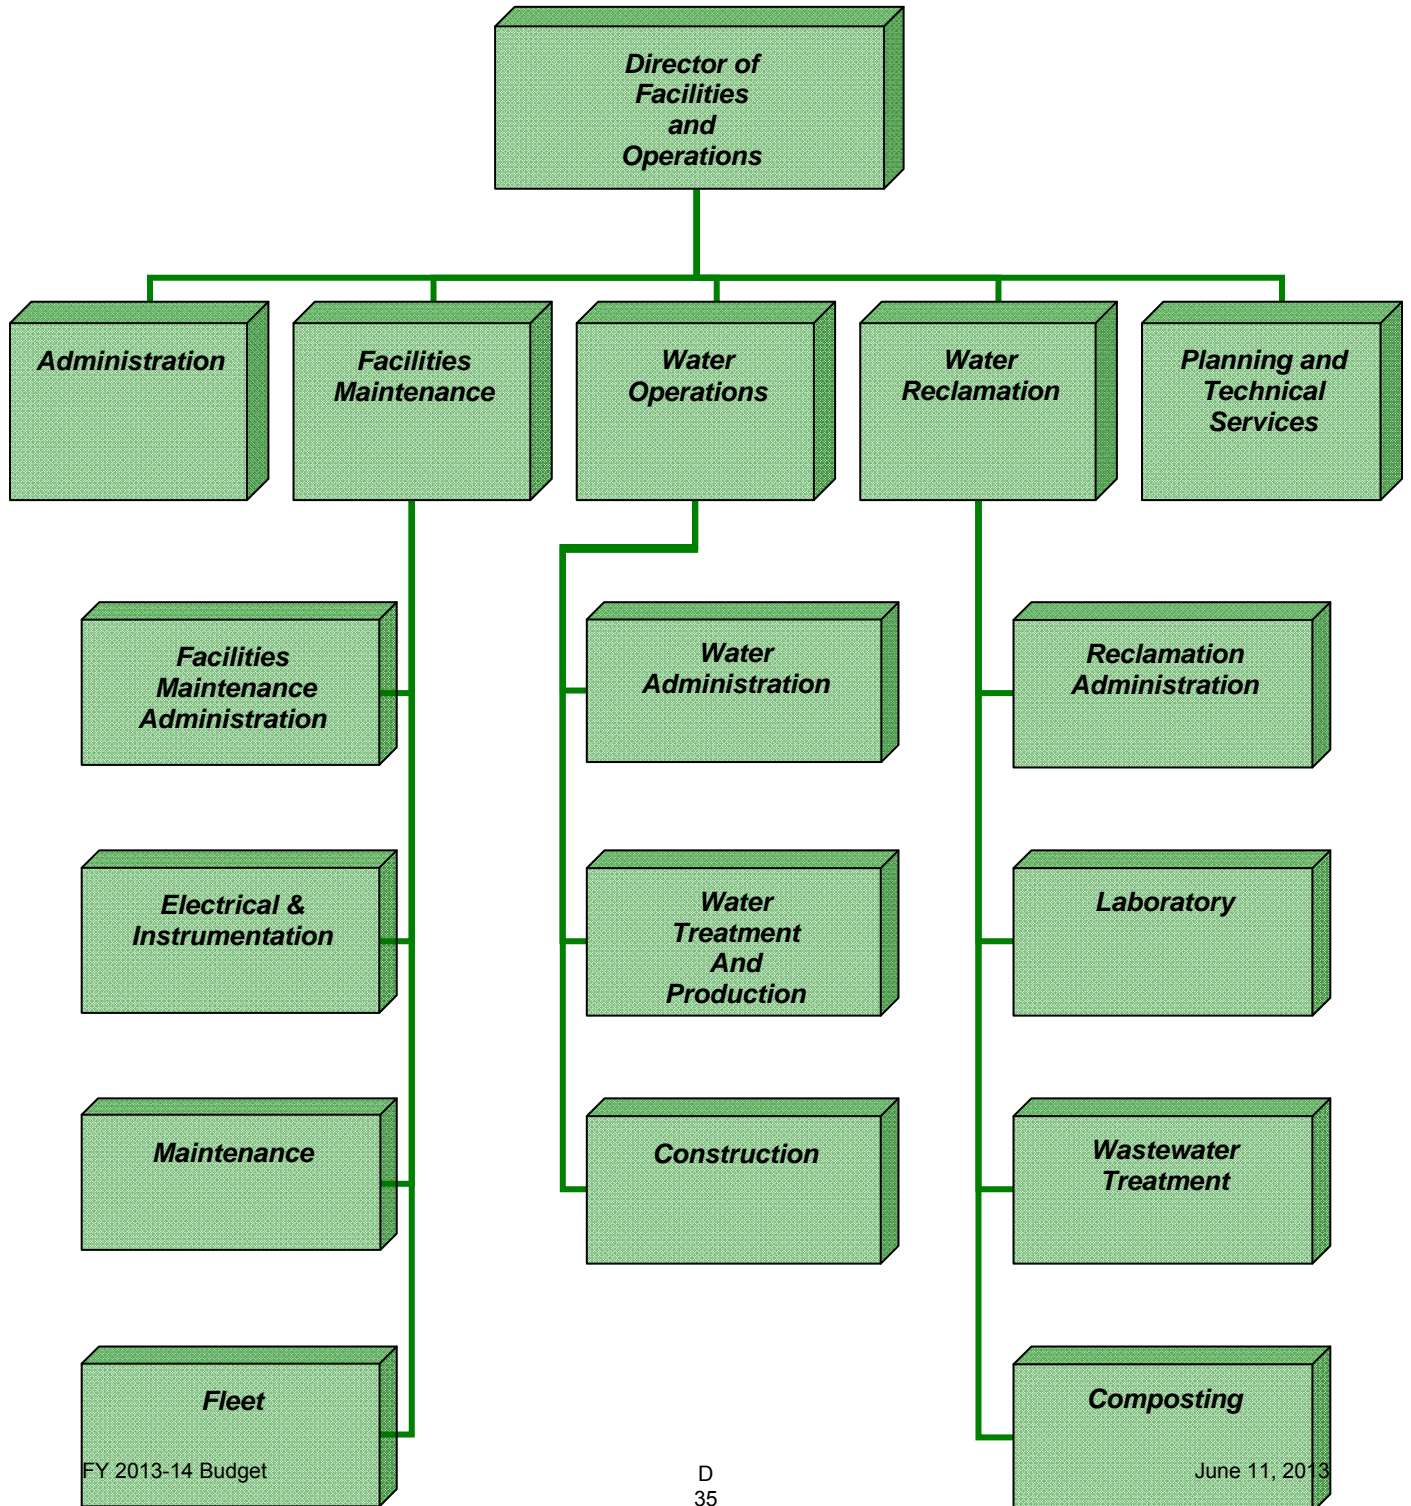 Director of
Facilities
and
Operations
Administration
Facilities
Maintenance
Water
Operations
Water
Reclamation
Planning and
Technical
Services
Facilities
Maintenance
Administration
Water
Administration
Reclamation
Administration
Electrical &
Instrumentation
Water
Treatment
And
Production
Laboratory
Maintenance
Construction
Wastewater
Treatment
Fleet
Composting
FY 2013-14 Budget
D
35
June 11, 2013